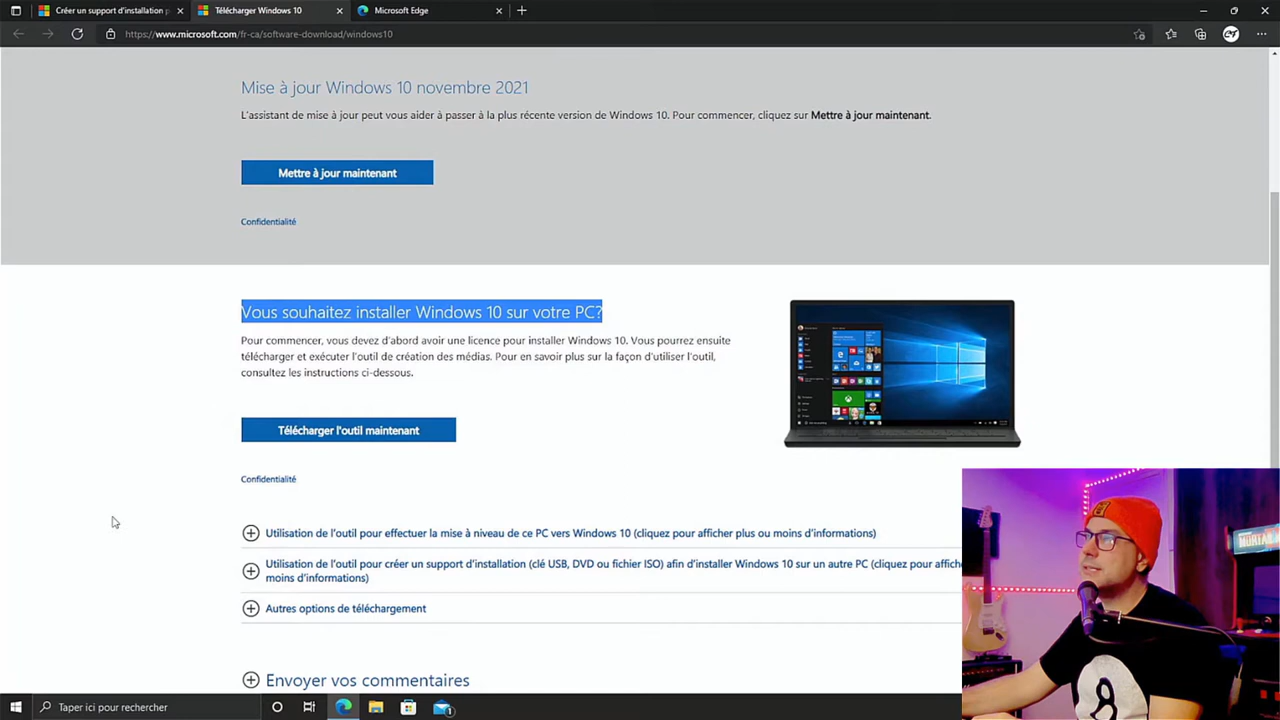 Créer un support d'installation p
Télécharger Windows 10
Microsoft Edge
https://www.microsoft.com/fr-ca/software-download/windows10
Mise à jour Windows 10 novembre 2021
L'assistant de mise à jour peut vous aider à passer à la plus récente version de Windows 10. Pour commencer, cliquez sur Mettre à jour maintenant.
Mettre à jour maintenant
Confidentialité
Vous souhaitez installer Windows 10 sur votre PC?
Pour commencer, vous devez d'abord avoir une licence pour installer Windows 10. Vous pourrez ensuite
télécharger et exécuter l'outil de création des médias. Pour en savoir plus sur la façon d'utiliser l'outil,
consultez les instructions ci-dessous.
Télécharger l'outil maintenant
Confidentialité
Utilisation de l'outil pour effectuer la mise à niveau de ce PC vers Windows 10 (cliquez pour afficher plus ou moins d'informations)
Utilisation de l'outil pour créer un support d'installation (clé USB, DVD ou fichier ISO) afin d'installer Windows 10 sur un autre PC (cliquez pour affiche
moins d'informations)
Autres options de téléchargement
Envoyer vos commentaires
Taper ici pour rechercher
1